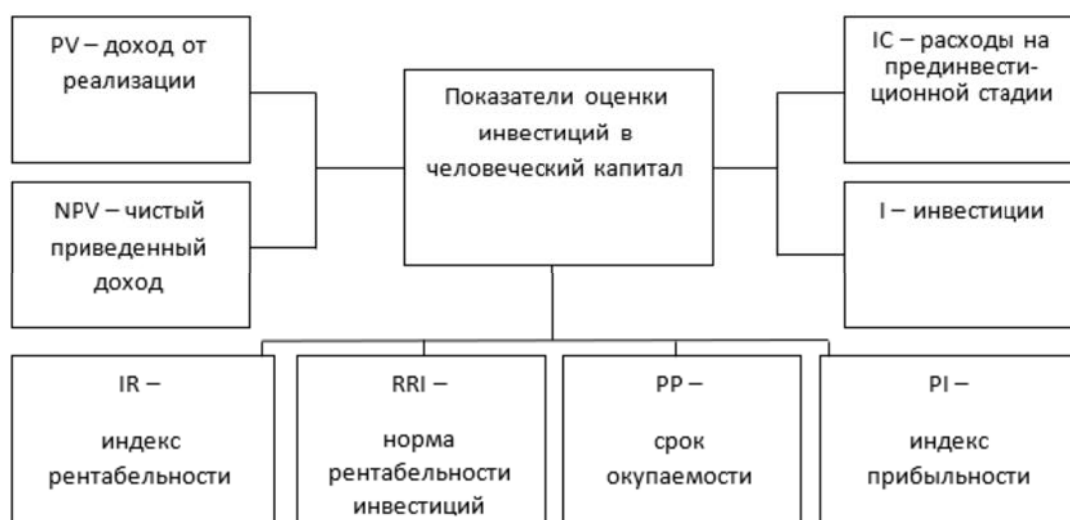 PV – доход от
реализации
IC – расходы на
прединвести-
ционной стадии
Показатели оценки
инвестиций в
человеческий капитал
NPV – чистый
приведенный
доход
I – инвестиции
IR –
индекс
рентабельности
RRI –
норма
рентабельности
инвестиций
PP –
срок
окупаемости
PI –
индекс
прибыльности